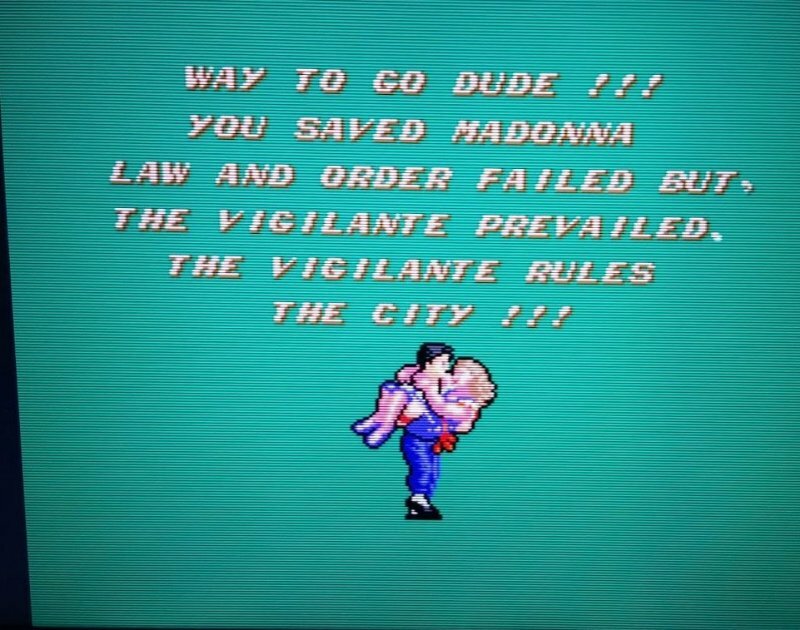 WAY TO GO DUDE !!!
YOU SAVED MADONNA
LAW AND ORDER FAILED BUT,
THE VIGILANTE PREVAILED.
THE VIGILANTE RULES
THE CITY !!!